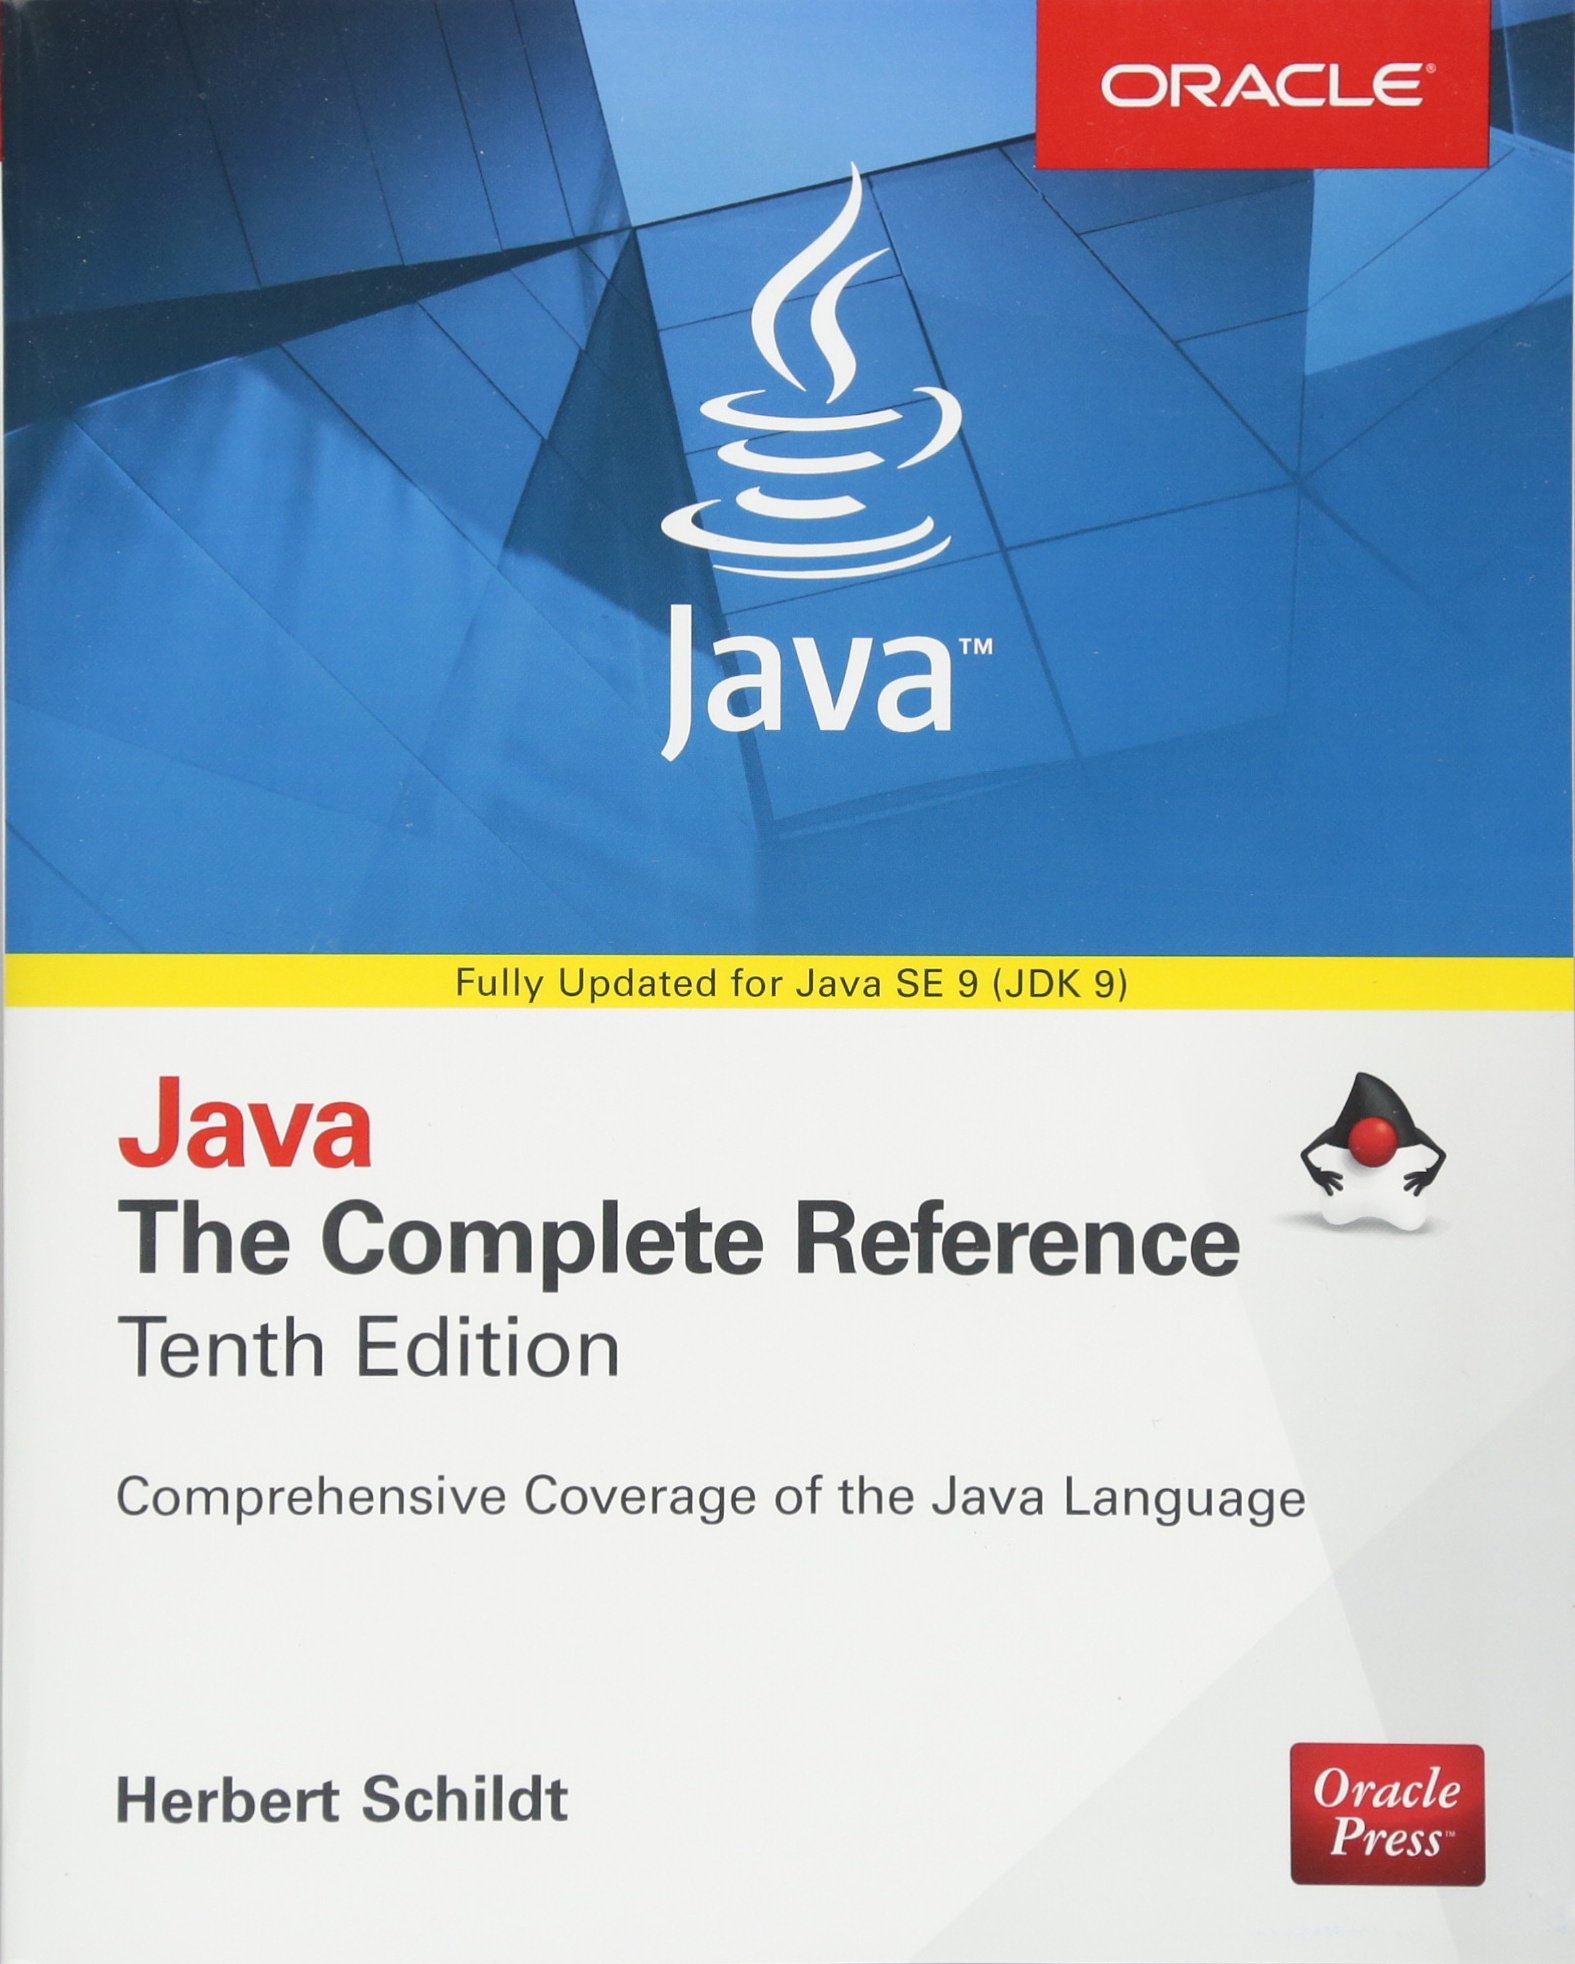 ORACLE®
Java™
Fully Updated for Java SE 9 (JDK 9)
Java
The Complete Reference
Tenth Edition
Comprehensive Coverage of the Java Language
Herbert Schildt
Oracle
Press™